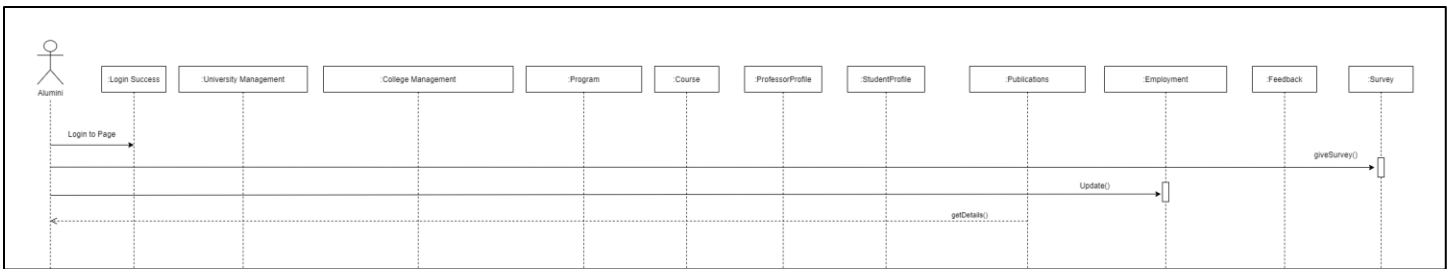 :Login Success
:University Management
:College Management
:Program
:Course
:ProfessorProfile
:StudentProfile
:Publications
:Employment
:Feedback
:Survey
Alumini
Login to Page
giveSurvey()
Update()
getDetails()